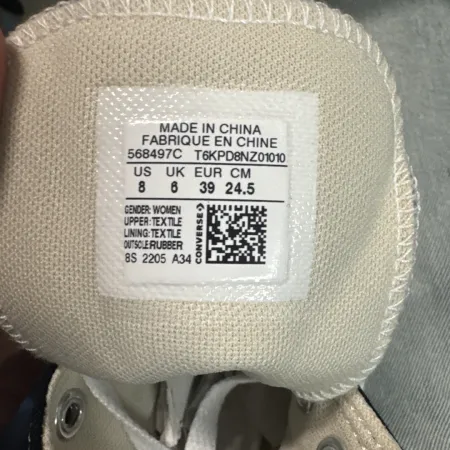 MADE IN CHINA
FABRIQUE EN CHINE
568497C T6KPD8NZ01010
US UK EUR CM
8 6 39 24.5
GENDER: WOMEN
UPPER: TEXTILE
LINING: TEXTILE
OUTSOLE: RUBBER
8S 2205 A34
CONVERSE